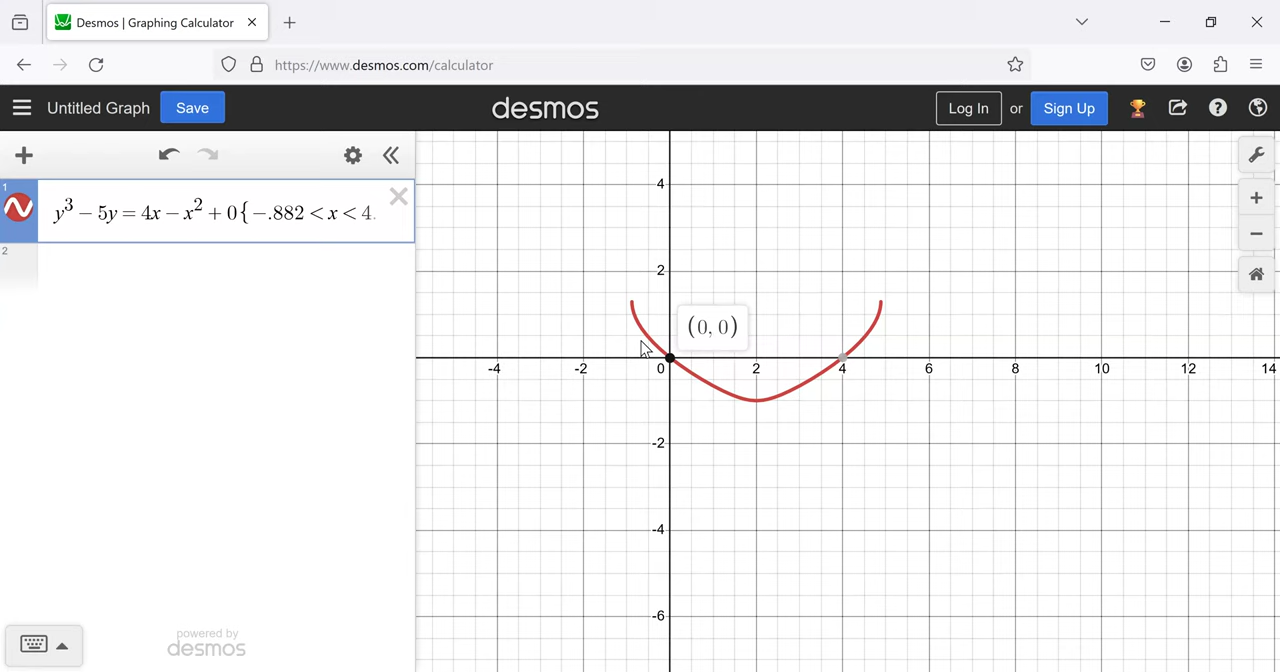 Desmos | Graphing Calculator
https://www.desmos.com/calculator
Untitled Graph Save desmos Log In or Sign Up
1
y³ − 5y = 4x − x² + 0{−.882 < x < 4.
2
4
2
(0, 0)
-4 -2 0 2 4 6 8 10 12 14
-2
-4
-6
powered by
desmos